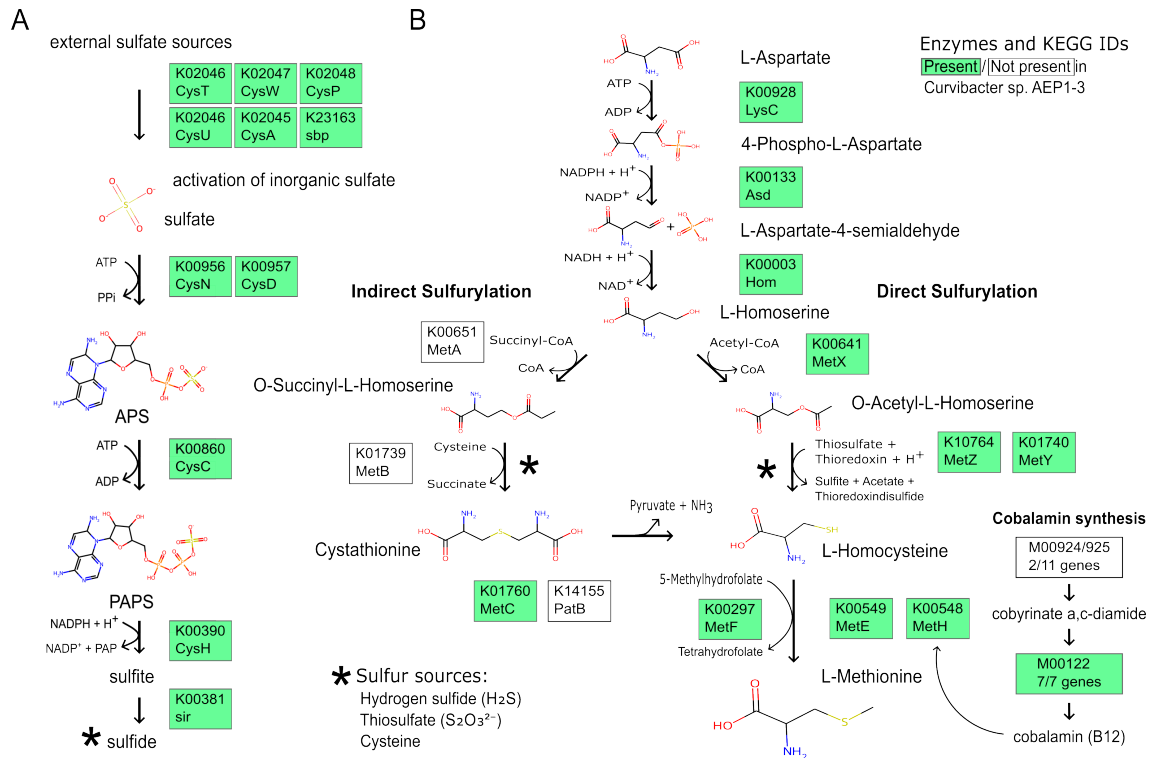 A
external sulfate sources
K02046 CysT
K02047 CysW
K02048 CysP
K02046 CysU
K02045 CysA
K23163 sbp
activation of inorganic sulfate
sulfate
ATP
PPi
K00956 CysN
K00957 CysD
APS
ATP
ADP
K00860 CysC
PAPS
NADPH + H⁺
NADP⁺ + PAP
K00390 CysH
sulfite
K00381 sir
* sulfide
B
Enzymes and KEGG IDs
Present/Not present in
Curvibacter sp. AEP1-3
L-Aspartate
ATP
ADP
K00928 LysC
4-Phospho-L-Aspartate
NADPH + H⁺
NADP⁺
K00133 Asd
L-Aspartate-4-semialdehyde
+
NADH + H⁺
NAD⁺
K00003 Hom
L-Homoserine
Indirect Sulfurylation
K00651 MetA
Succinyl-CoA
CoA
O-Succinyl-L-Homoserine
K01739 MetB
Cysteine
Succinate
*
Cystathionine
K01760 MetC
K14155 PatB
Pyruvate + NH3
Direct Sulfurylation
Acetyl-CoA
CoA
K00641 MetX
O-Acetyl-L-Homoserine
*
Thiosulfate +
Thioredoxin + H⁺
Sulfite + Acetate +
Thioredoxindisulfide
K10764 MetZ
K01740 MetY
L-Homocysteine
5-Methylhydrofolate
Tetrahydrofolate
K00297 MetF
K00549 MetE
K00548 MetH
L-Methionine
Cobalamin synthesis
M00924/925
2/11 genes
cobyrinate a,c-diamide
M00122
7/7 genes
cobalamin (B12)
* Sulfur sources:
Hydrogen sulfide (H₂S)
Thiosulfate (S₂O₃²⁻)
Cysteine